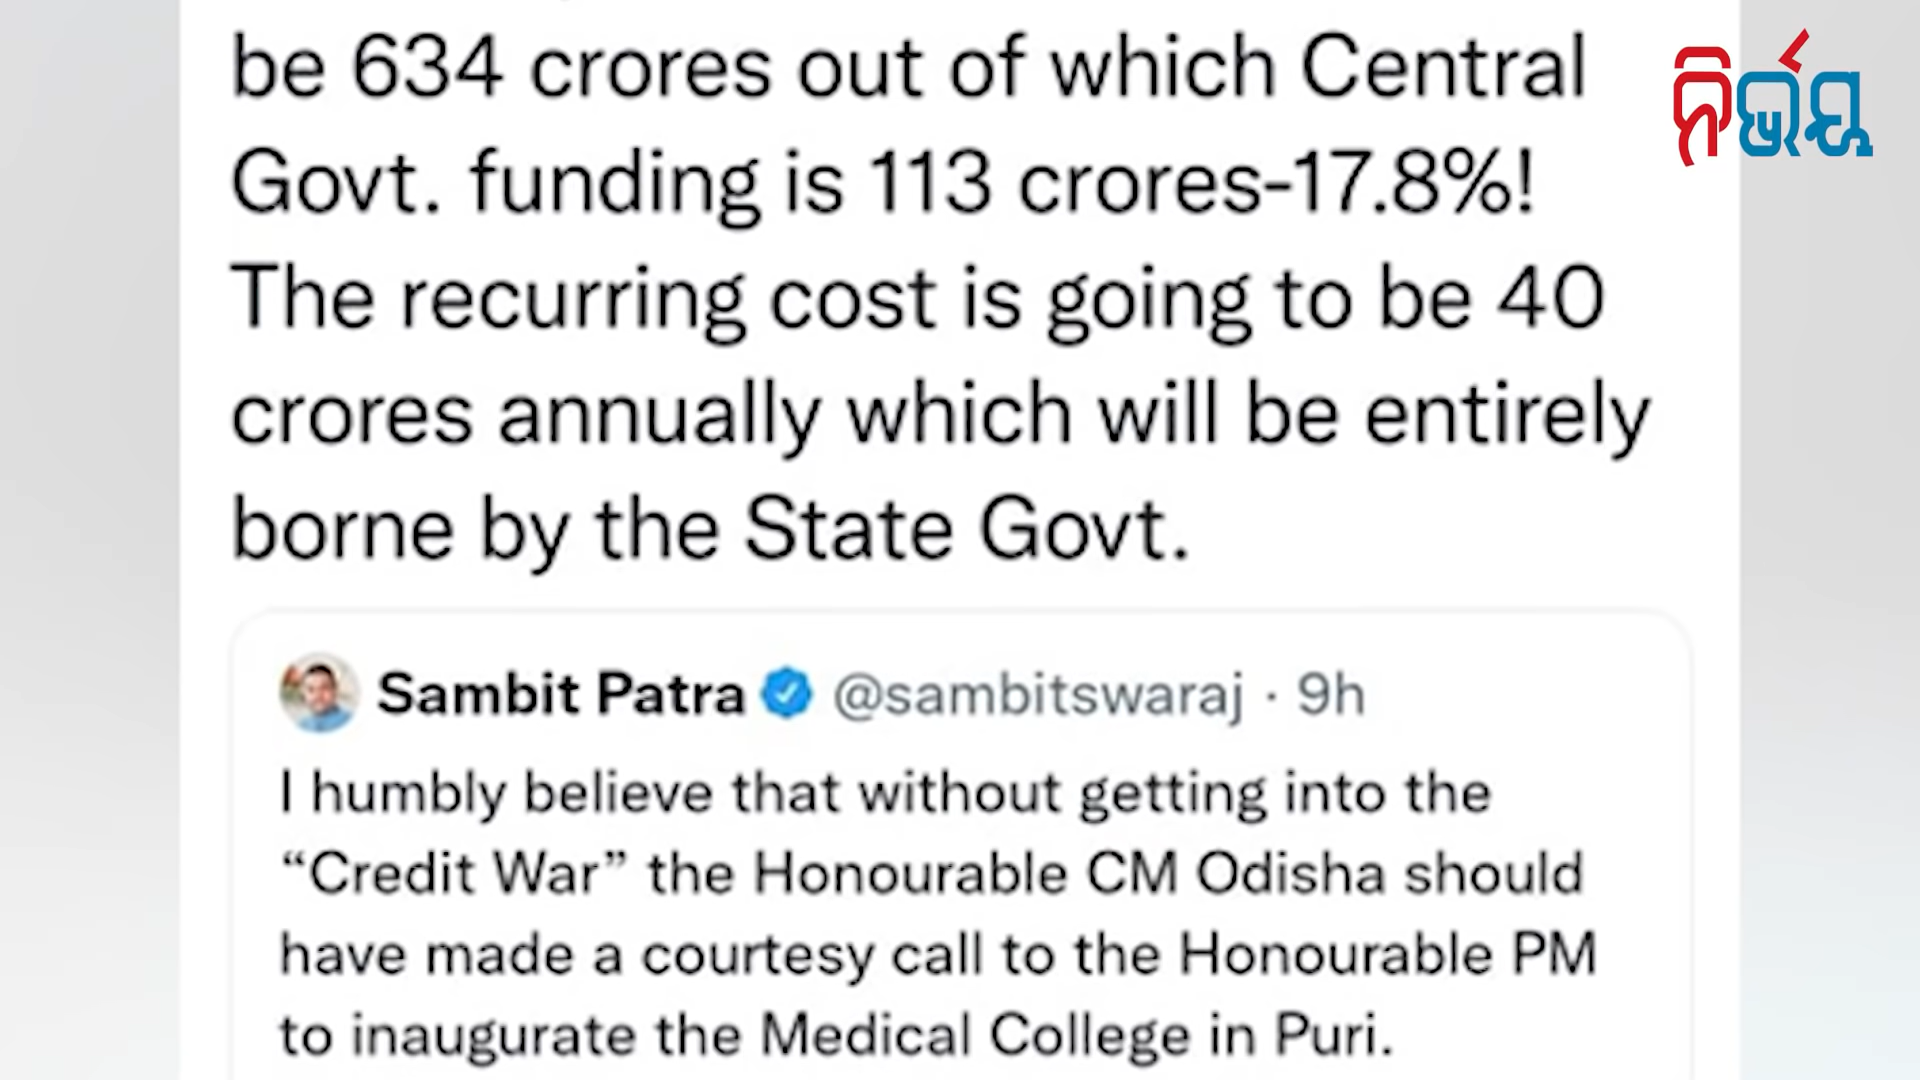 be 634 crores out of which Central
Govt. funding is 113 crores-17.8%!
The recurring cost is going to be 40
crores annually which will be entirely
borne by the State Govt.
Sambit Patra @sambitswaraj · 9h
I humbly believe that without getting into the
“Credit War” the Honourable CM Odisha should
have made a courtesy call to the Honourable PM
to inaugurate the Medical College in Puri.
ନିର୍ଭୟ